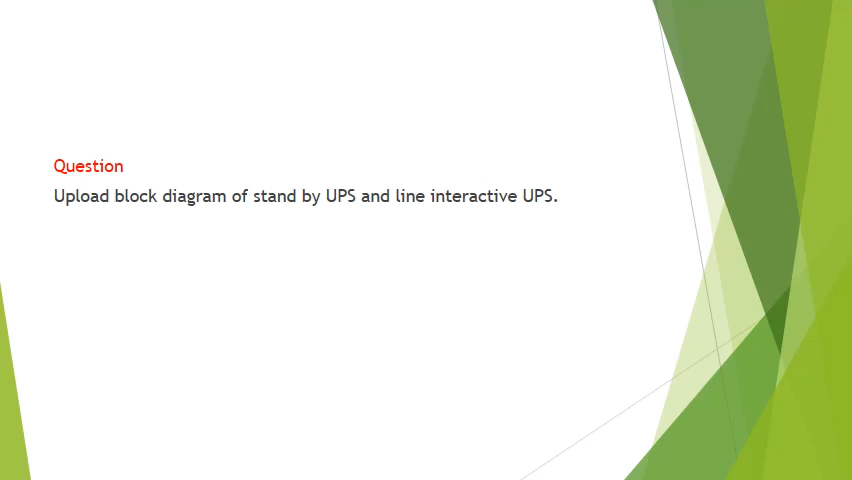 Question
Upload block diagram of stand by UPS and line interactive UPS.